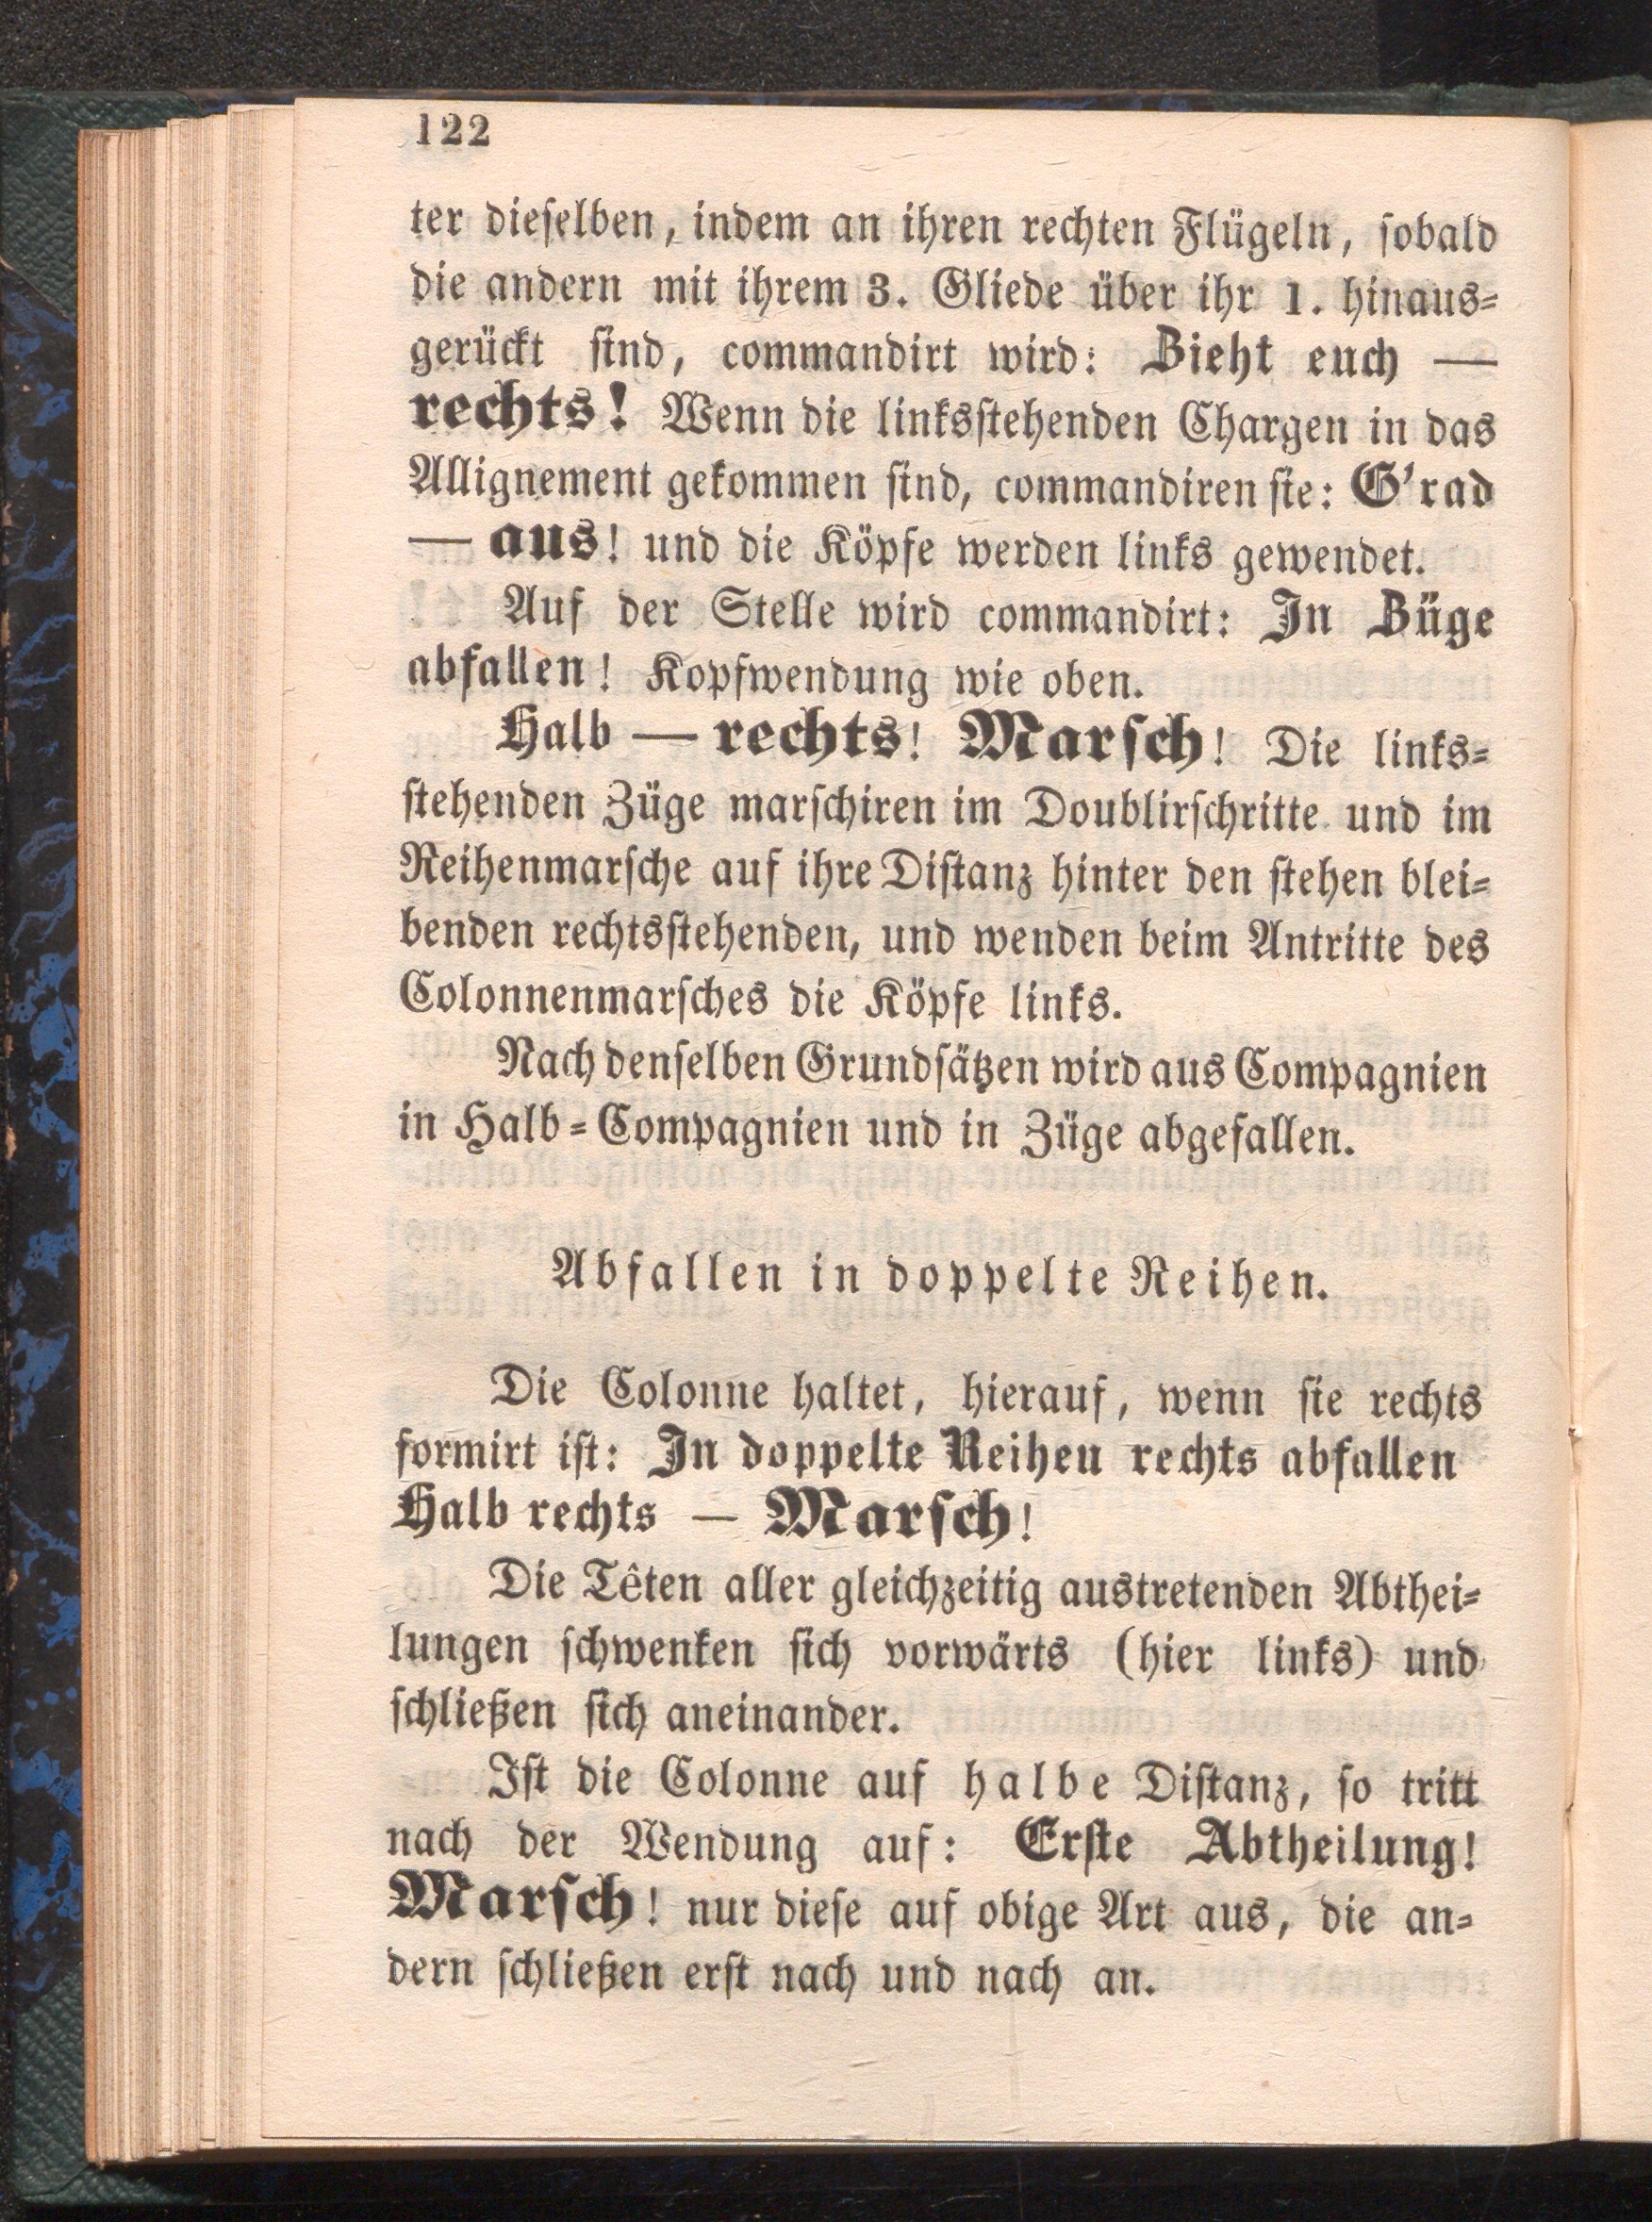 122
ter dieſelben, indem an ihren rechten Flügeln, ſobald
die andern mit ihrem 3. Gliede über ihr 1. hinaus-
gerückt ſind, commandirt wird: Zieht euch —
rechts! Wenn die linksſtehenden Chargen in das
Allignement gekommen ſind, commandiren ſie: G'rad
— aus! und die Köpfe werden links gewendet.
Auf der Stelle wird commandirt: In Züge
abfallen! Kopfwendung wie oben.
Halb — rechts! Marſch! Die links-
ſtehenden Züge marſchiren im Doublirſchritte und im
Reihenmarſche auf ihre Diſtanz hinter den ſtehen blei-
benden rechtsſtehenden, und wenden beim Antritte des
Colonnenmarſches die Köpfe links.
Nach denſelben Grundſätzen wird aus Compagnien
in Halb-Compagnien und in Züge abgefallen.
Abfallen in doppelte Reihen.
Die Colonne haltet, hierauf, wenn ſie rechts
formirt iſt: In doppelte Reihen rechts abfallen
Halb rechts — Marſch!
Die Têten aller gleichzeitig austretenden Abthei-
lungen ſchwenken ſich vorwärts (hier links) und
ſchließen ſich aneinander.
Iſt die Colonne auf halbe Diſtanz, ſo tritt
nach der Wendung auf: Erſte Abtheilung!
Marſch! nur dieſe auf obige Art aus, die an-
dern ſchließen erſt nach und nach an.